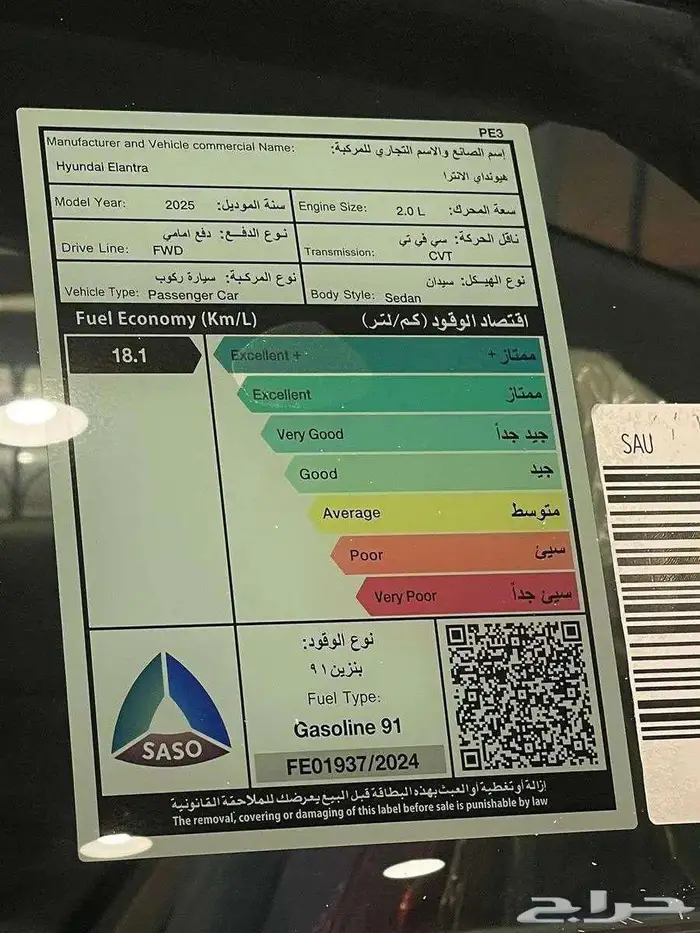 PE3
Manufacturer and Vehicle commercial Name: إسم الصانع والاسم التجاري للمركبة:
Hyundai Elantra هيونداي الانترا
Model Year: 2025 سنة الموديل:
Engine Size: 2.0 L سعة المحرك:
نوع الدفع: دفع امامي
Drive Line: FWD
ناقل الحركة: سي في تي
Transmission: CVT
نوع المركبة: سيارة ركوب
Vehicle Type: Passenger Car
نوع الهيكل: سيدان
Body Style: Sedan
Fuel Economy (Km/L) اقتصاد الوقود (كم/لتر)
18.1
Excellent + ممتاز +
Excellent ممتاز
Very Good جيد جداً
Good جيد
Average متوسط
Poor سيئ
Very Poor سيئ جداً
SASO
نوع الوقود:
بنزين ٩١
Fuel Type:
Gasoline 91
FE01937/2024
إزالة أو تغطية أو العبث بهذه البطاقة قبل البيع يعرضك للملاحقة القانونية
The removal, covering or damaging of this label before sale is punishable by law
SAU
حراج